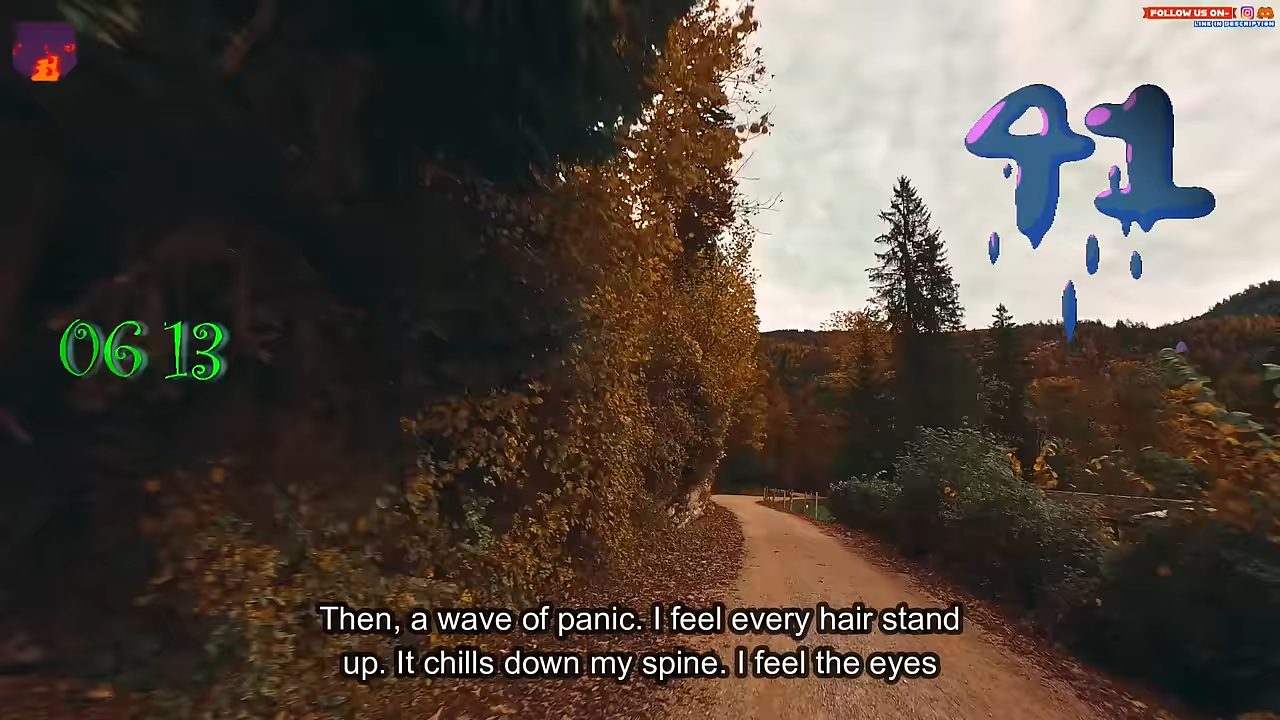 FOLLOW US ON-
LINK IN DESCRIPTION
41
06 13
Then, a wave of panic. I feel every hair stand
up. It chills down my spine. I feel the eyes